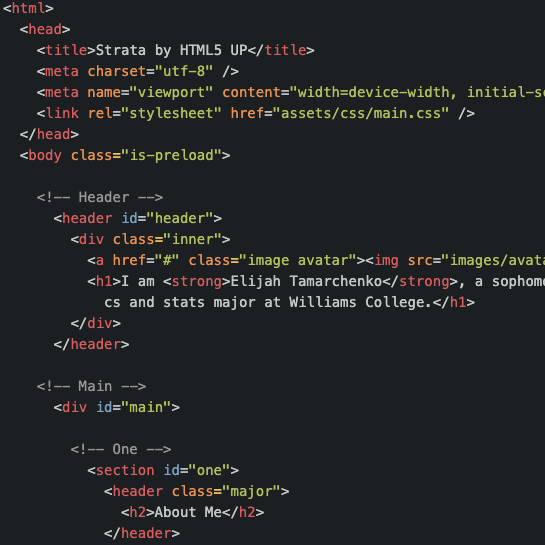 <html>
<head>
<title>Strata by HTML5 UP</title>
<meta charset="utf-8" />
<meta name="viewport" content="width=device-width,
<link rel="stylesheet" href="assets/css/main.css" />
</head>
<body class="is-preload">
<!-- Header -->
<header id="header">
<div class="inner">
<a href="#" class="image avatar"><img src="images/avata
<h1>I am <strong>Elijah Tamarchenko</strong>, a sophomo
cs and stats major at Williams College.</h1>
</div>
</header>
<!-- Main -->
<div id="main">
<!-- One -->
<section id="one">
<header class="major">
<h2>About Me</h2>
</header>